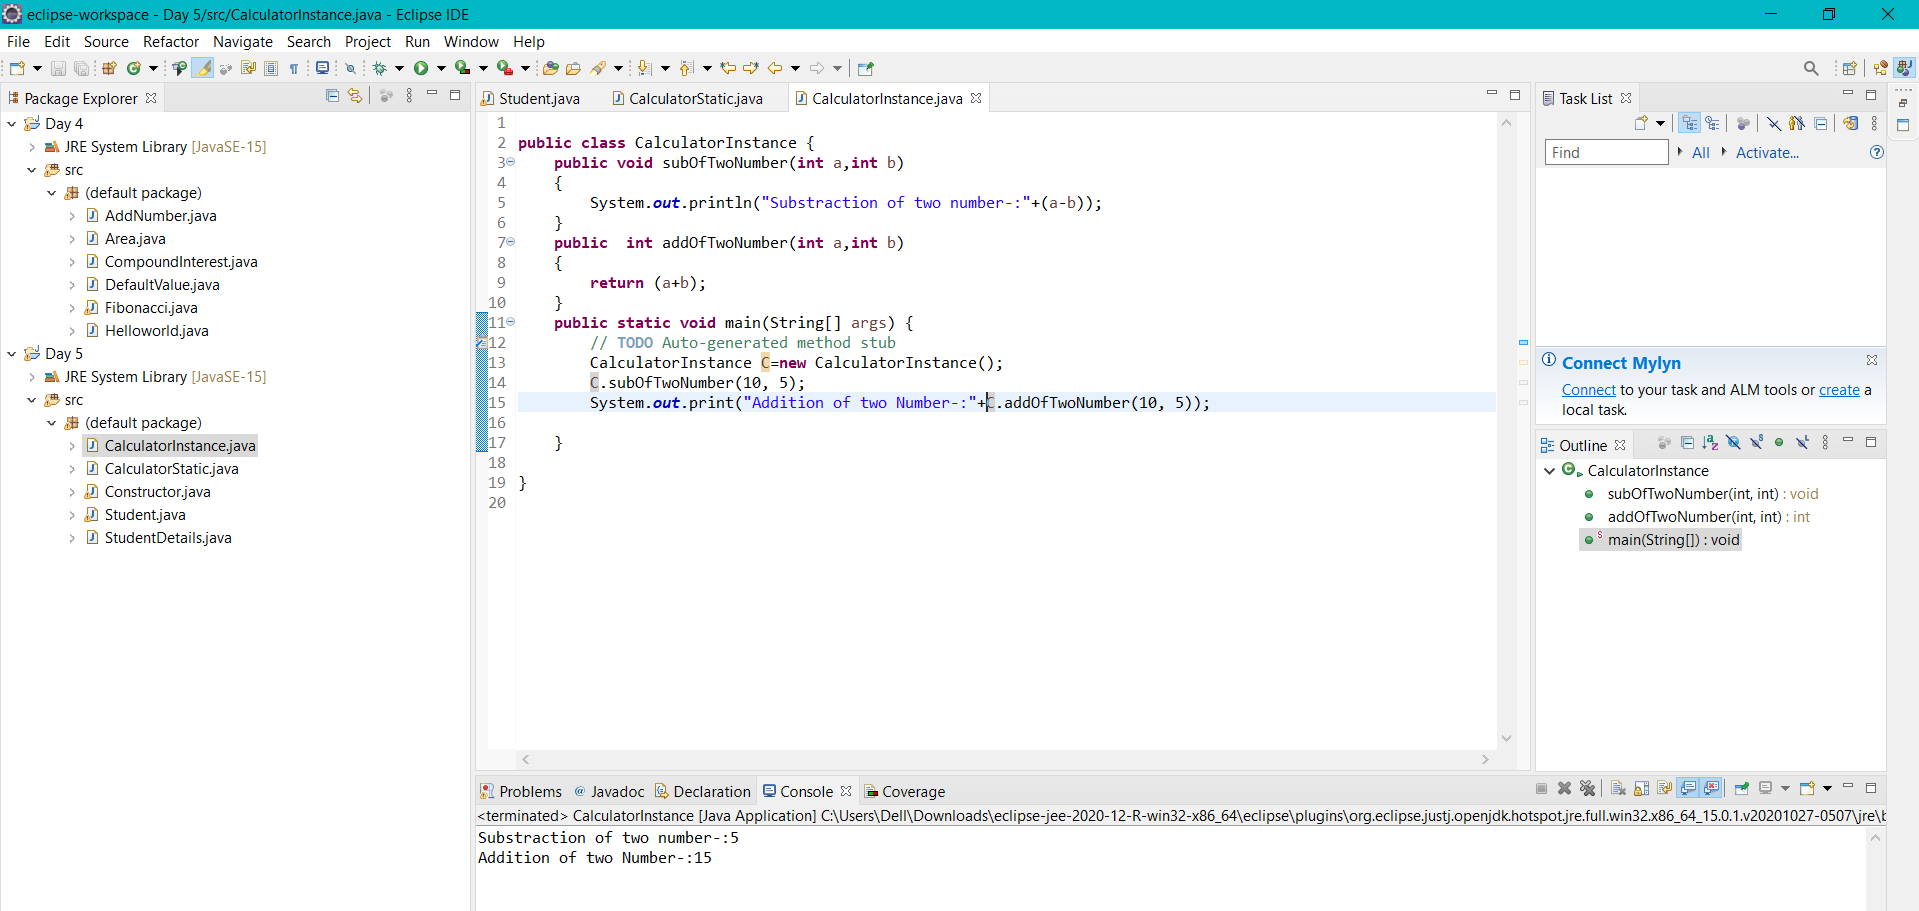 eclipse-workspace - Day 5/src/CalculatorInstance.java - Eclipse IDE
File Edit Source Refactor Navigate Search Project Run Window Help
Package Explorer
Day 4
JRE System Library [JavaSE-15]
src
(default package)
AddNumber.java
Area.java
CompoundInterest.java
DefaultValue.java
Fibonacci.java
Helloworld.java
Day 5
JRE System Library [JavaSE-15]
src
(default package)
CalculatorInstance.java
CalculatorStatic.java
Constructor.java
Student.java
StudentDetails.java
Student.java CalculatorStatic.java CalculatorInstance.java
1
2 public class CalculatorInstance {
3 public void subOfTwoNumber(int a,int b)
4 {
5 System.out.println("Substraction of two number-:"+(a-b));
6 }
7 public  int addOfTwoNumber(int a,int b)
8 {
9 return (a+b);
10 }
11 public static void main(String[] args) {
12 // TODO Auto-generated method stub
13 CalculatorInstance C=new CalculatorInstance();
14 C.subOfTwoNumber(10, 5);
15 System.out.print("Addition of two Number-:"+C.addOfTwoNumber(10, 5));
16
17 }
18
19 }
20
Task List
Find All Activate...
Connect Mylyn
Connect to your task and ALM tools or create a
local task.
Outline
CalculatorInstance
subOfTwoNumber(int, int) : void
addOfTwoNumber(int, int) : int
main(String[]) : void
Problems @ Javadoc Declaration Console Coverage
<terminated> CalculatorInstance [Java Application] C:\Users\Dell\Downloads\eclipse-jee-2020-12-R-win32-x86_64\eclipse\plugins\org.eclipse.justj.openjdk.hotspot.jre.full.win32.x86_64_15.0.1.v20201027-0507\jre\b
Substraction of two number-:5
Addition of two Number-:15